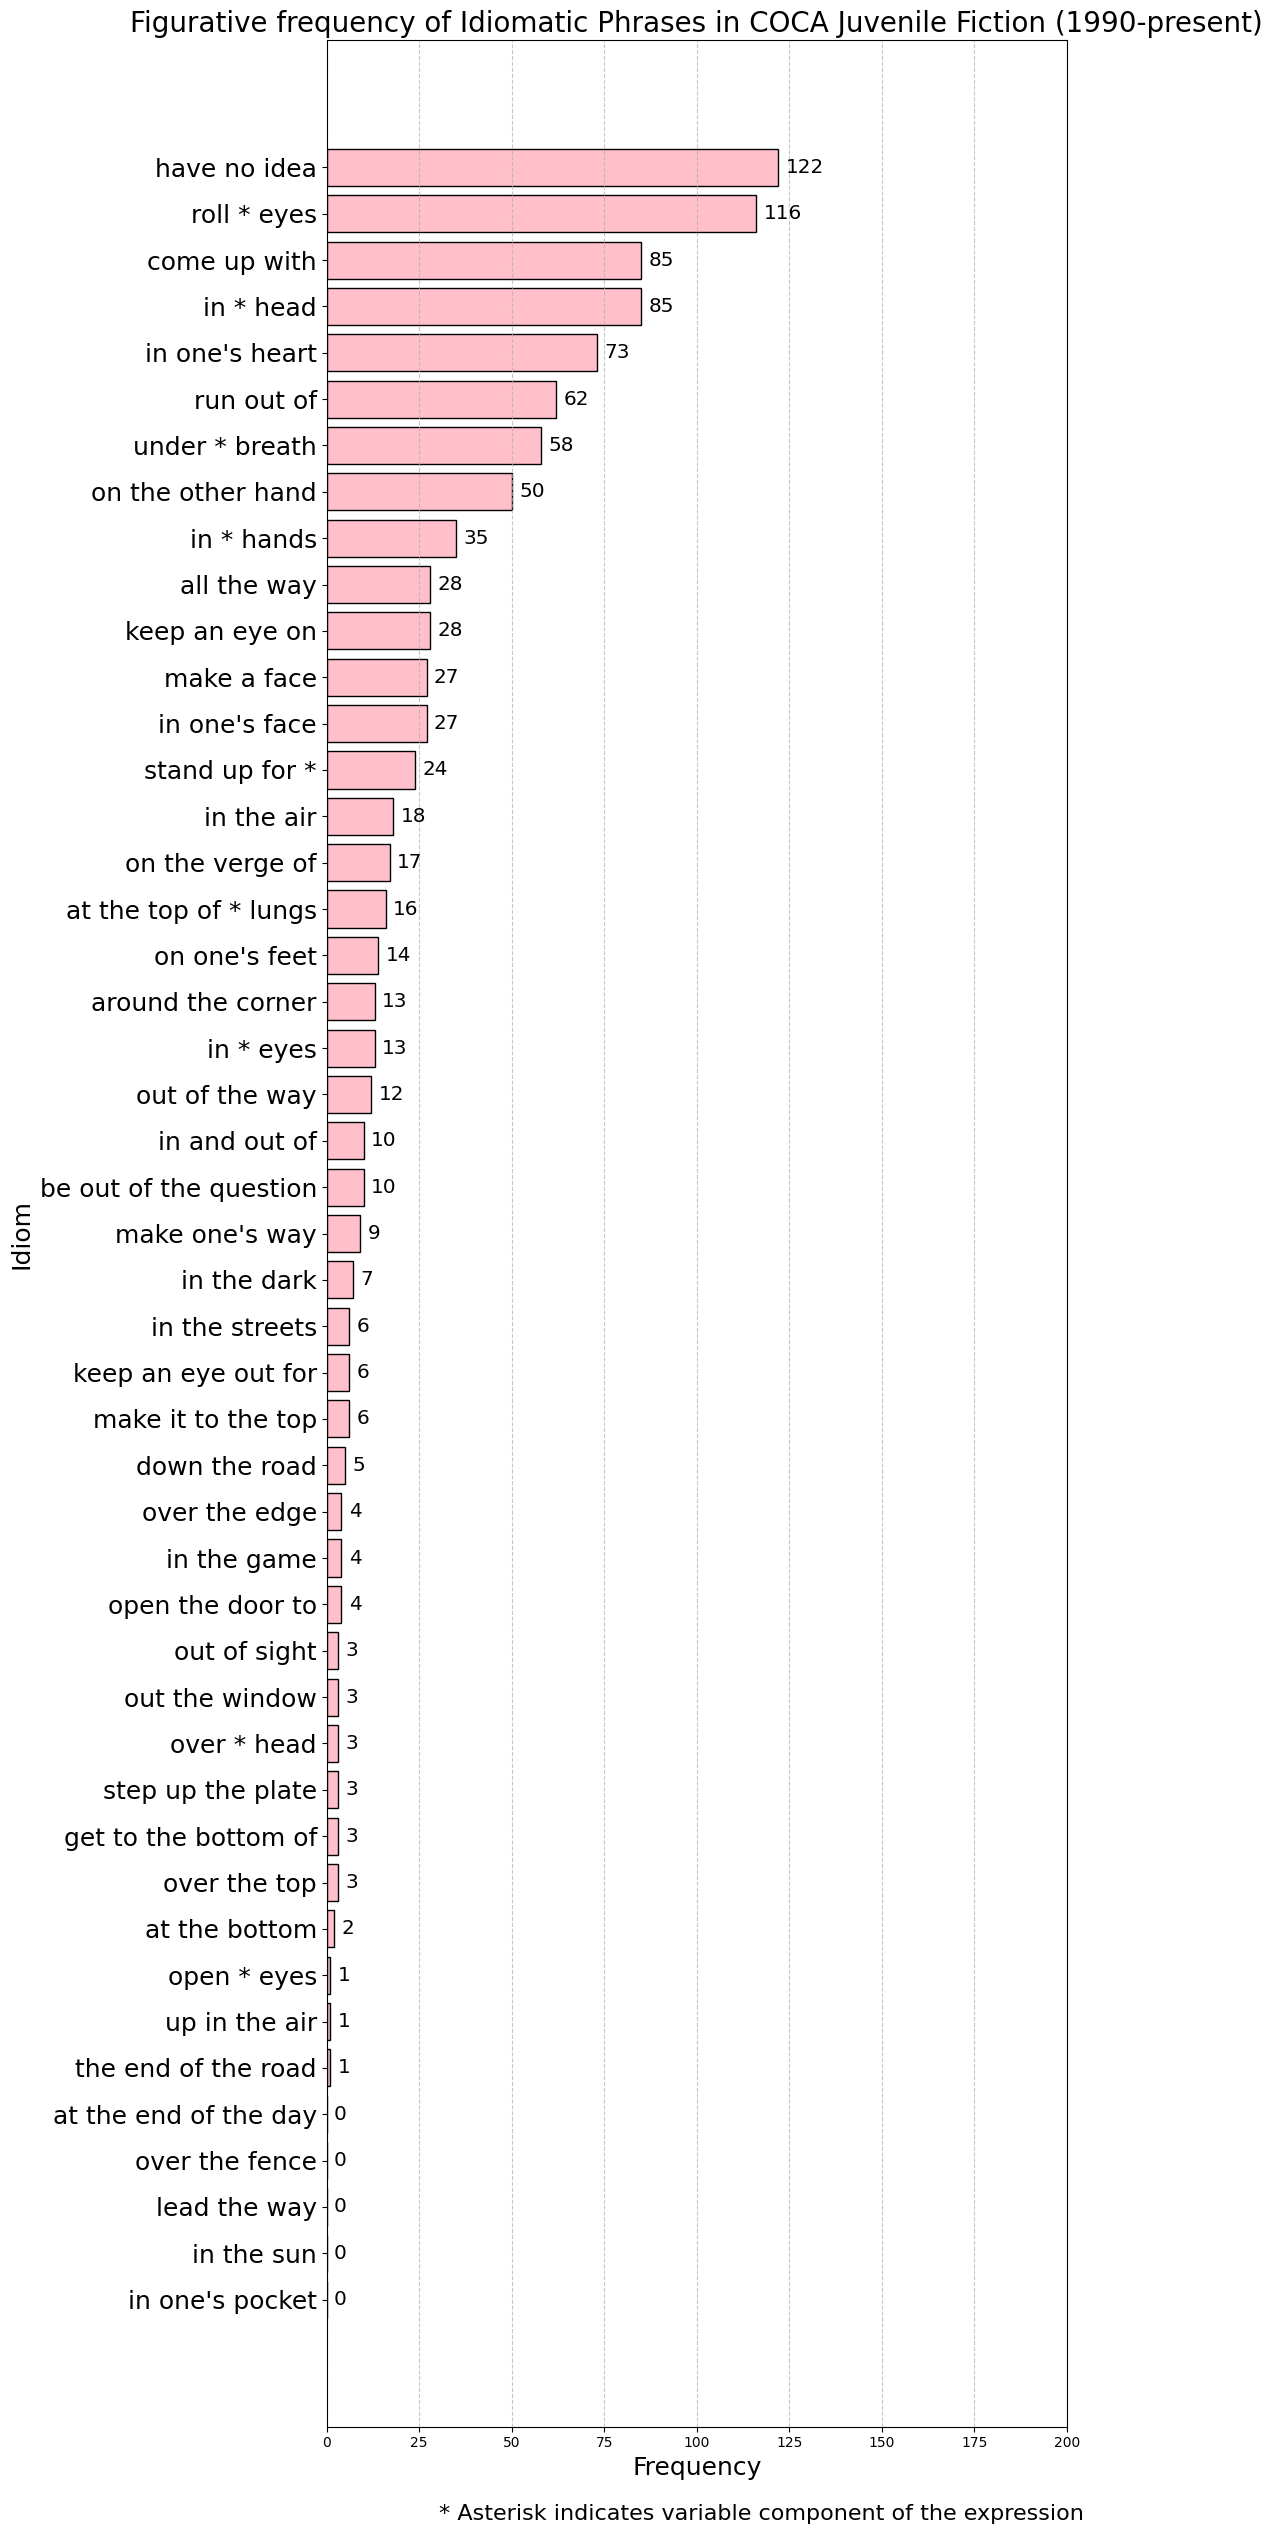 Figurative frequency of Idiomatic Phrases in COCA Juvenile Fiction (1990-present)
have no idea 122
roll * eyes 116
come up with 85
in * head 85
in one's heart 73
run out of 62
under * breath 58
on the other hand 50
in * hands 35
all the way 28
keep an eye on 28
make a face 27
in one's face 27
stand up for * 24
in the air 18
on the verge of 17
at the top of * lungs 16
on one's feet 14
around the corner 13
in * eyes 13
out of the way 12
in and out of 10
be out of the question 10
make one's way 9
in the dark 7
in the streets 6
keep an eye out for 6
make it to the top 6
down the road 5
over the edge 4
in the game 4
open the door to 4
out of sight 3
out the window 3
over * head 3
step up the plate 3
get to the bottom of 3
over the top 3
at the bottom 2
open * eyes 1
up in the air 1
the end of the road 1
at the end of the day 0
over the fence 0
lead the way 0
in the sun 0
in one's pocket 0
Idiom
0 25 50 75 100 125 150 175 200
Frequency
* Asterisk indicates variable component of the expression